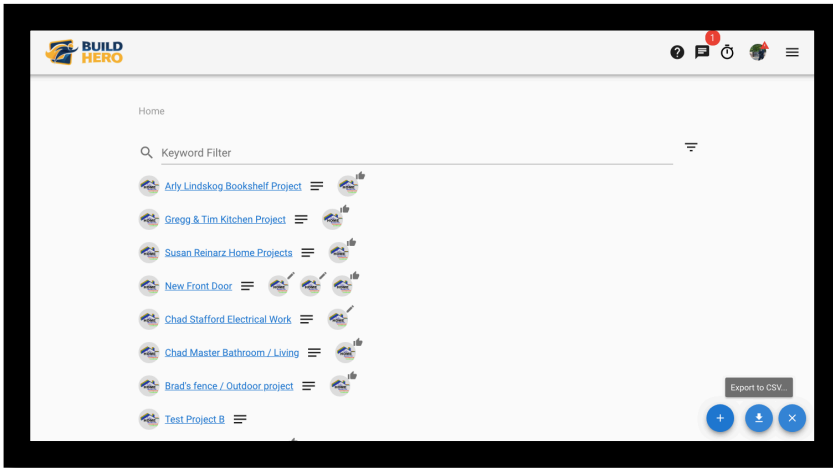 BUILD
HERO
1
Home
Keyword Filter
Arly Lindskog Bookshelf Project
Gregg & Tim Kitchen Project
Susan Reinarz Home Projects
New Front Door
Chad Stafford Electrical Work
Chad Master Bathroom / Living
Brad's fence / Outdoor project
Export to CSV...
Test Project B